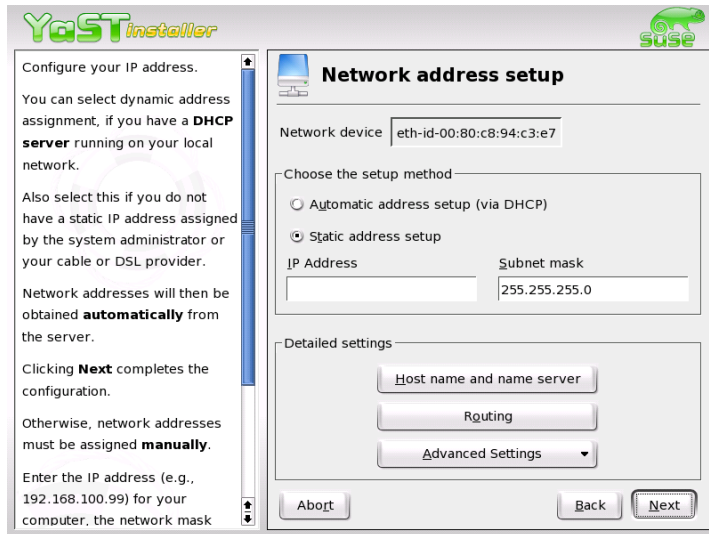 YaST installer
SUSE
Configure your IP address.
You can select dynamic address
assignment, if you have a DHCP
server running on your local
network.
Also select this if you do not
have a static IP address assigned
by the system administrator or
your cable or DSL provider.
Network addresses will then be
obtained automatically from
the server.
Clicking Next completes the
configuration.
Otherwise, network addresses
must be assigned manually.
Enter the IP address (e.g.,
192.168.100.99) for your
computer, the network mask
Network address setup
Network device eth-id-00:80:c8:94:c3:e7
Choose the setup method
Automatic address setup (via DHCP)
Static address setup
IP Address
Subnet mask
255.255.255.0
Detailed settings
Host name and name server
Routing
Advanced Settings
Abort
Back
Next